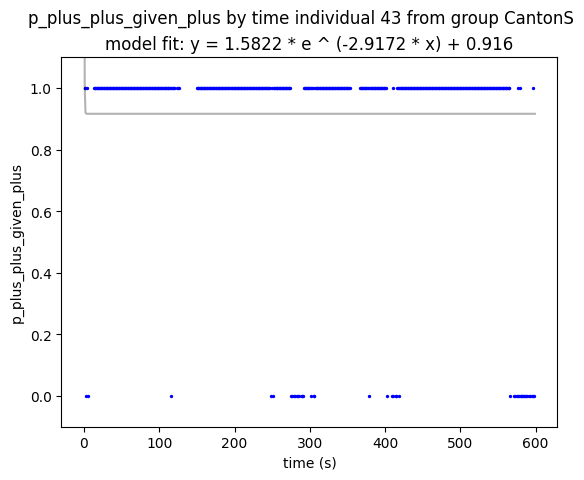 p_plus_plus_given_plus by time individual 43 from group CantonS
model fit: y = 1.5822 * e ^ (-2.9172 * x) + 0.916
p_plus_plus_given_plus
1.0
0.8
0.6
0.4
0.2
0.0
0 100 200 300 400 500 600
time (s)